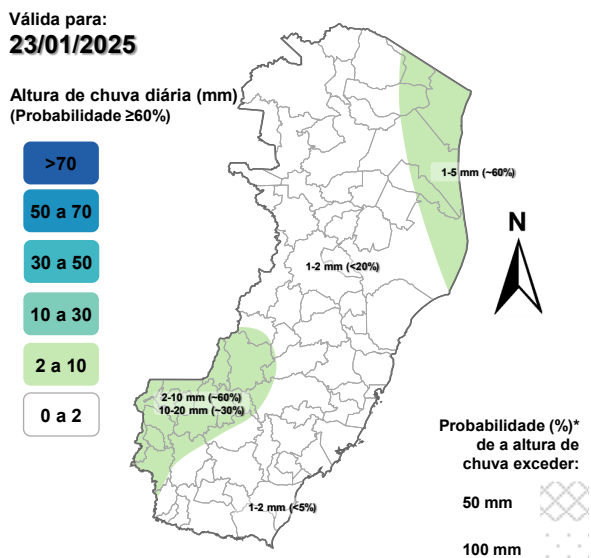 Válida para:
23/01/2025
Altura de chuva diária (mm)
(Probabilidade ≥60%)
>70
50 a 70
30 a 50
10 a 30
2 a 10
0 a 2
1-5 mm (~60%)
N
1-2 mm (<20%)
2-10 mm (~60%)
10-20 mm (~30%)
1-2 mm (<5%)
Probabilidade (%)*
de a altura de
chuva exceder:
50 mm
100 mm